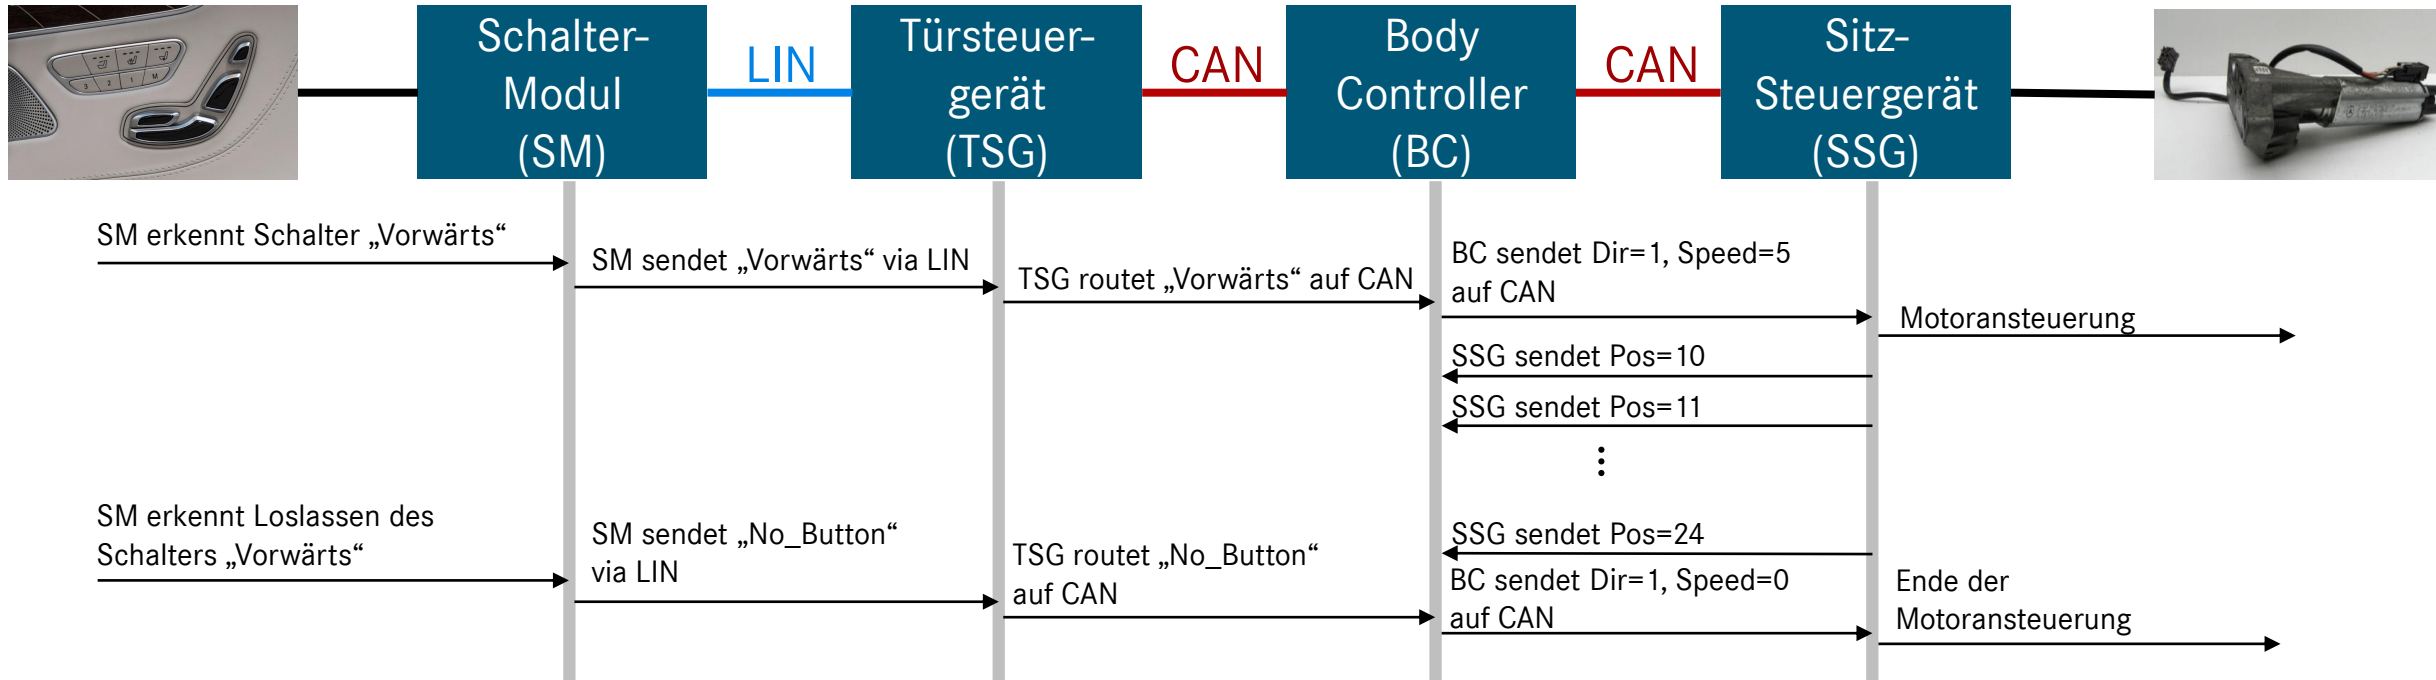 Schalter-
Modul
(SM)
LIN
Türsteuer-
gerät
(TSG)
CAN
Body
Controller
(BC)
CAN
Sitz-
Steuergerät
(SSG)
SM erkennt Schalter „Vorwärts“
SM sendet „Vorwärts“ via LIN
TSG routet „Vorwärts“ auf CAN
BC sendet Dir=1, Speed=5
auf CAN
Motoransteuerung
SSG sendet Pos=10
SSG sendet Pos=11
⋮
SM erkennt Loslassen des
Schalters „Vorwärts“
SM sendet „No_Button“
via LIN
TSG routet „No_Button“
auf CAN
SSG sendet Pos=24
BC sendet Dir=1, Speed=0
auf CAN
Ende der
Motoransteuerung